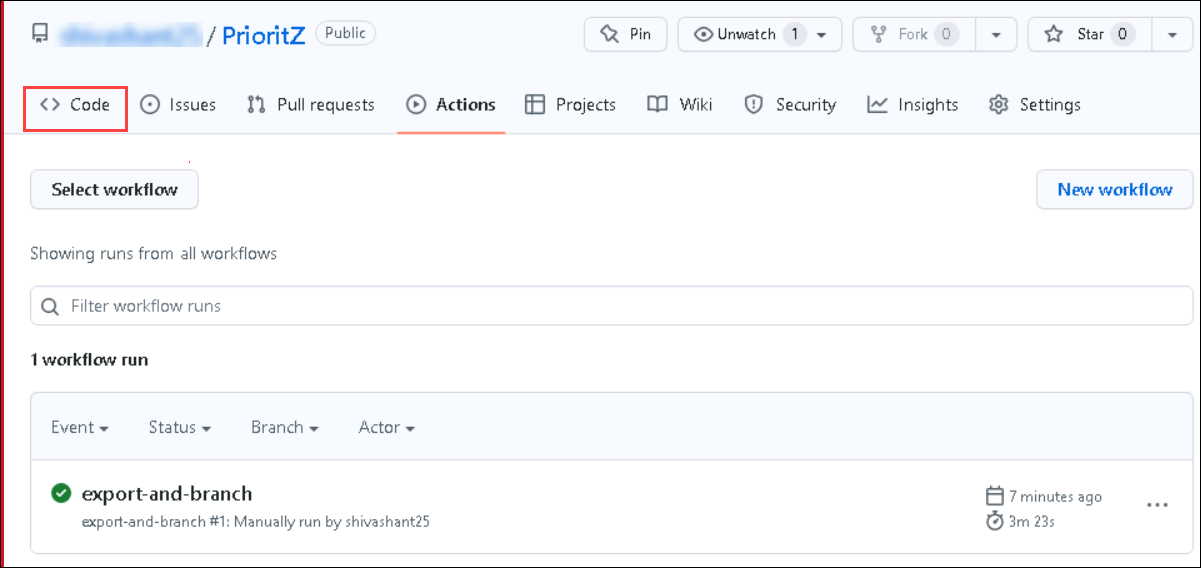 / PrioritZ Public Pin Unwatch 1 Fork 0 Star 0
Code Issues Pull requests Actions Projects Wiki Security Insights Settings
Select workflow New workflow
Showing runs from all workflows
Filter workflow runs
1 workflow run
Event Status Branch Actor
export-and-branch
7 minutes ago
export-and-branch #1: Manually run by shivashant25
3m 23s